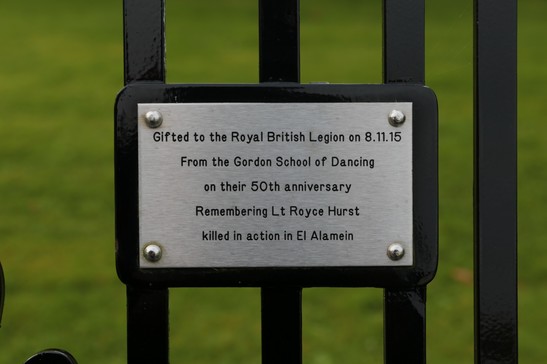 Gifted to the Royal British Legion on 8.11.15
From the Gordon School of Dancing
on their 50th anniversary
Remembering Lt Royce Hurst
killed in action in El Alamein